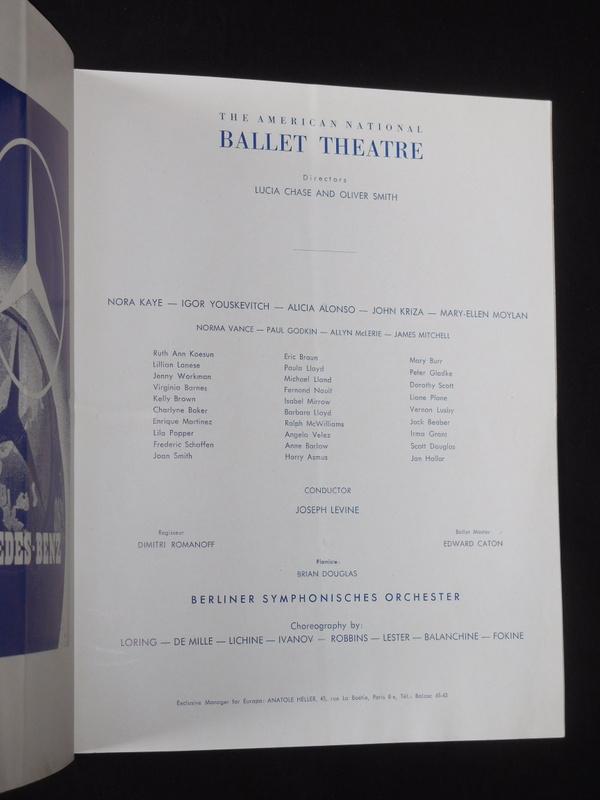 THE AMERICAN NATIONAL
BALLET THEATRE
Directors
LUCIA CHASE AND OLIVER SMITH
NORA KAYE — IGOR YOUSKEVITCH — ALICIA ALONSO — JOHN KRIZA — MARY-ELLEN MOYLAN
NORMA VANCE — PAUL GODKIN — ALLYN McLERIE — JAMES MITCHELL
Ruth Ann Koesun
Lillian Lanese
Jenny Workman
Virginia Barnes
Kelly Brown
Charlyne Baker
Enrique Martinez
Lila Popper
Frederic Schaffen
Joan Smith
Eric Braun
Paula Lloyd
Michael Lland
Fernand Nault
Isabel Mirrow
Barbara Lloyd
Ralph McWilliams
Angela Velez
Anne Barlow
Harry Asmus
Mary Burr
Peter Gladke
Dorothy Scott
Liane Plane
Vernon Lusby
Jack Beaber
Irma Grant
Scott Douglas
Jan Hollar
CONDUCTOR
JOSEPH LEVINE
Regisseur
DIMITRI ROMANOFF
Ballet Master
EDWARD CATON
Pianiste:
BRIAN DOUGLAS
BERLINER SYMPHONISCHES ORCHESTER
Choreography by:
LORING — DE MILLE — LICHINE — IVANOV — ROBBINS — LESTER — BALANCHINE — FOKINE
Exclusive Manager for Europa: ANATOLE HELLER, 45, rue La Boëtie, Paris 8e, Tél.: Balzac 65-43
EDES-BENZ